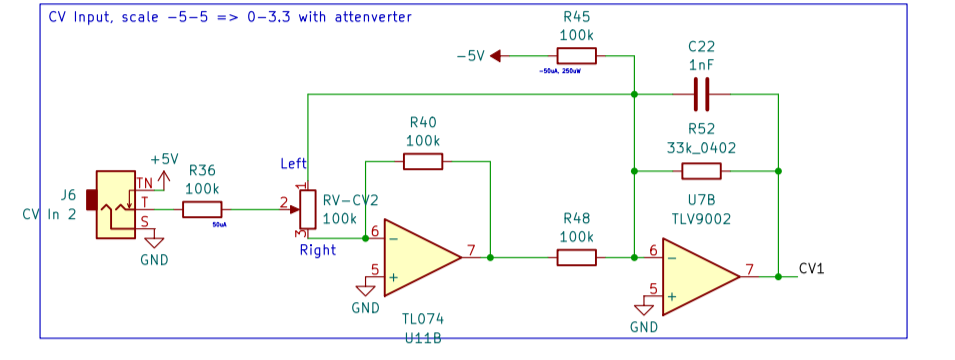 CV Input, scale -5-5 => 0-3.3 with attenverter
R45
100k
-5V
-50uA, 250uW
C22
1nF
R40
100k
R52
33k_0402
Left
+5V
R36
100k
TN
T
S
J6
CV In 2
50uA
GND
1
2
3
RV-CV2
100k
Right
6
-
5
+
7
GND
TL074
U11B
R48
100k
U7B
TLV9002
6
-
5
+
7
GND
CV1